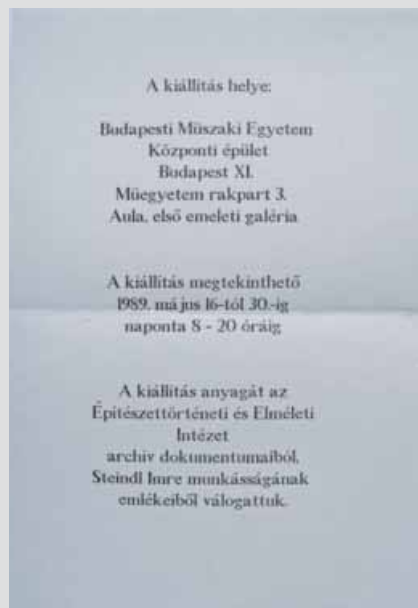 A kiállítás helye:
Budapesti Műszaki Egyetem
Központi épület
Budapest XI.
Műegyetem rakpart 3.
Aula, első emeleti galéria
A kiállítás megtekinthető
1989. május 16-tól 30.-ig
naponta 8 - 20 óráig
A kiállítás anyagát az
Építészettörténeti és Elméleti
Intézet
archiv dokumentumaiból,
Steindl Imre munkásságának
emlékeiből válogattuk.